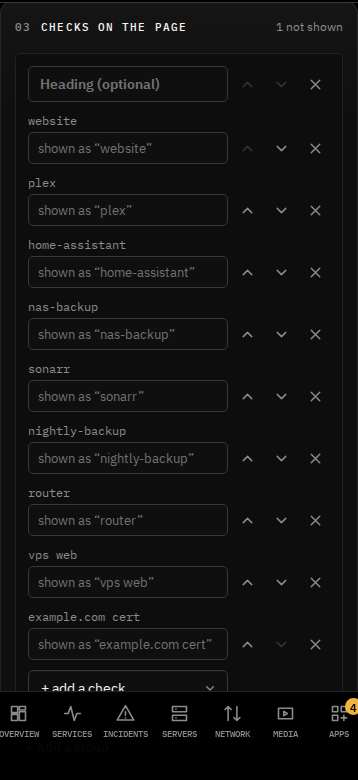 03 CHECKS ON THE PAGE 1 not shown
Heading (optional)
website
shown as “website”
plex
shown as “plex”
home-assistant
shown as “home-assistant”
nas-backup
shown as “nas-backup”
sonarr
shown as “sonarr”
nightly-backup
shown as “nightly-backup”
router
shown as “router”
vps web
shown as “vps web”
example.com cert
shown as “example.com cert”
+ add a check
4
OVERVIEW SERVICES INCIDENTS SERVERS NETWORK MEDIA APPS
+ Add a group